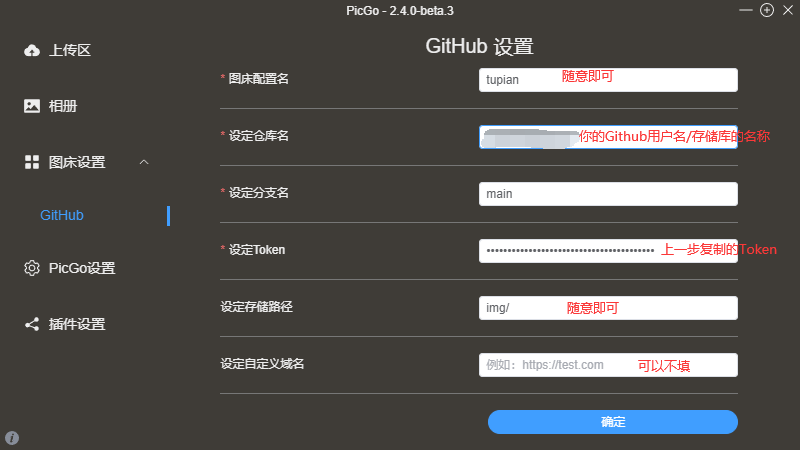 PicGo - 2.4.0-beta.3
上传区
相册
图床设置
GitHub
PicGo设置
插件设置
GitHub 设置
* 图床配置名
tupian
随意即可
* 设定仓库名
你的Github用户名/存储库的名称
* 设定分支名
main
* 设定Token
上一步复制的Token
设定存储路径
img/
随意即可
设定自定义域名
例如：https://test.com
可以不填
确定